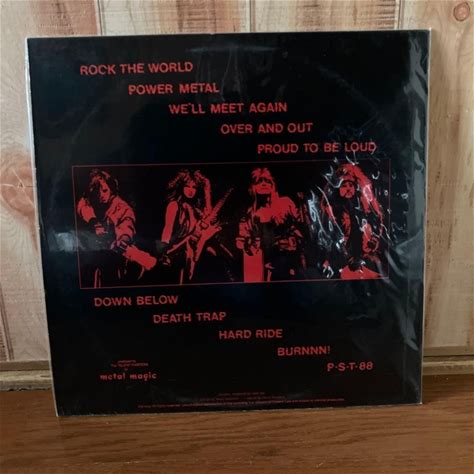 ROCK THE WORLD
POWER METAL
WE'LL MEET AGAIN
OVER AND OUT
PROUD TO BE LOUD
DOWN BELOW
DEATH TRAP
HARD RIDE
BURNNN!
P·S·T·88
metal magic